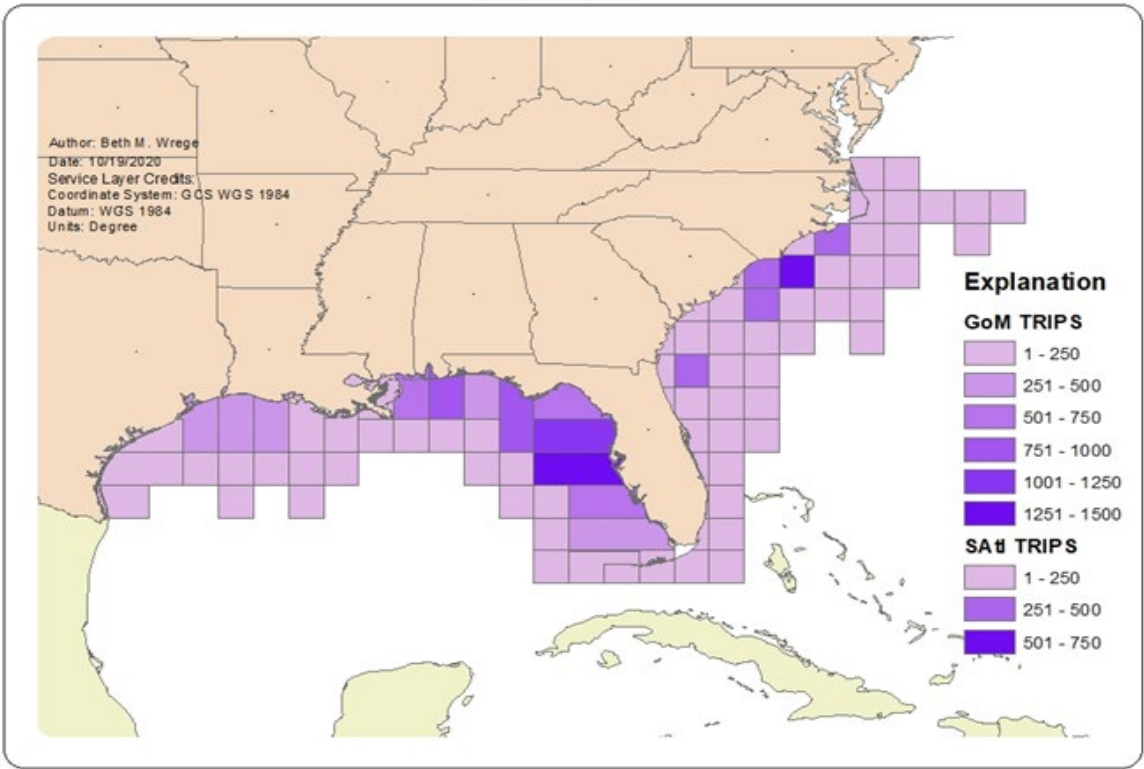 Author: Beth M. Wrege
Date: 10/19/2020
Service Layer Credits:
Coordinate System: GCS WGS 1984
Datum: WGS 1984
Units: Degree
Explanation
GoM TRIPS
1 - 250
251 - 500
501 - 750
751 - 1000
1001 - 1250
1251 - 1500
SAtl TRIPS
1 - 250
251 - 500
501 - 750